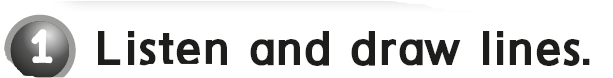 1 Listen and draw lines.